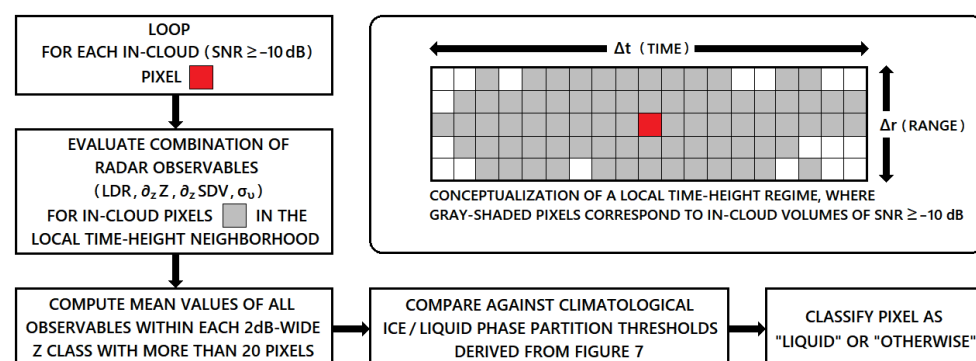 LOOP
FOR EACH IN-CLOUD (SNR ≥ –10 dB)
PIXEL
EVALUATE COMBINATION OF
RADAR OBSERVABLES
(LDR, ∂zZ, ∂zSDV, συ)
FOR IN-CLOUD PIXELS IN THE
LOCAL TIME-HEIGHT NEIGHBORHOOD
COMPUTE MEAN VALUES OF ALL
OBSERVABLES WITHIN EACH 2dB-WIDE
Z CLASS WITH MORE THAN 20 PIXELS
Δt (TIME)
Δr (RANGE)
CONCEPTUALIZATION OF A LOCAL TIME-HEIGHT REGIME, WHERE
GRAY-SHADED PIXELS CORRESPOND TO IN-CLOUD VOLUMES OF SNR ≥ –10 dB
COMPARE AGAINST CLIMATOLOGICAL
ICE / LIQUID PHASE PARTITION THRESHOLDS
DERIVED FROM FIGURE 7
CLASSIFY PIXEL AS
"LIQUID" OR "OTHERWISE"